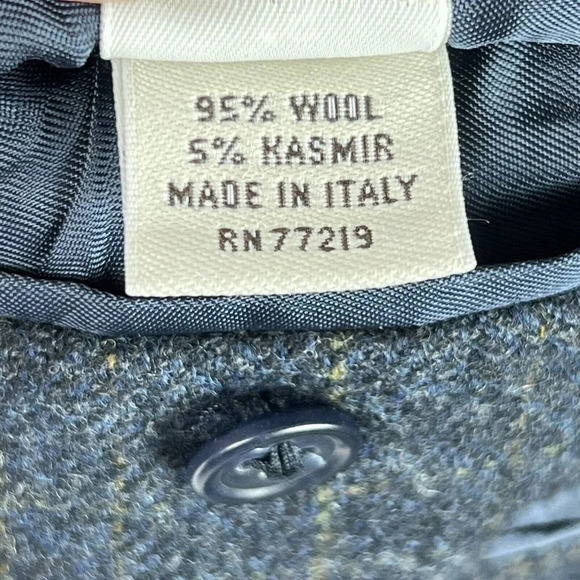 95% WOOL
5% KASMIR
MADE IN ITALY
RN77219